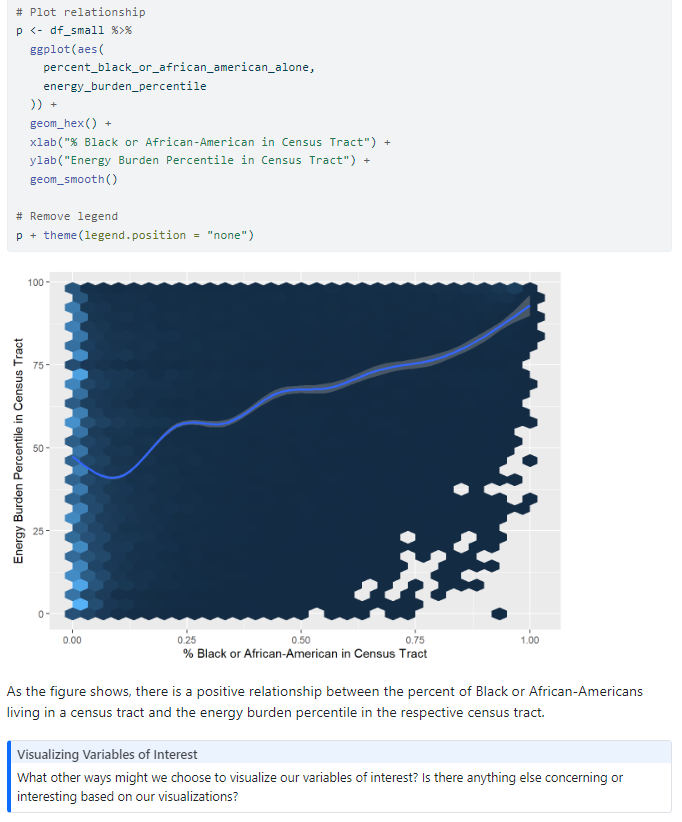 # Plot relationship
p <- df_small %>%
  ggplot(aes(
    percent_black_or_african_american_alone,
    energy_burden_percentile
  )) +
  geom_hex() +
  xlab("% Black or African-American in Census Tract") +
  ylab("Energy Burden Percentile in Census Tract") +
  geom_smooth()
# Remove legend
p + theme(legend.position = "none")
100
75
50
25
0
Energy Burden Percentile in Census Tract
0.00 0.25 0.50 0.75 1.00
% Black or African-American in Census Tract
As the figure shows, there is a positive relationship between the percent of Black or African-Americans
living in a census tract and the energy burden percentile in the respective census tract.
Visualizing Variables of Interest
What other ways might we choose to visualize our variables of interest? Is there anything else concerning or
interesting based on our visualizations?